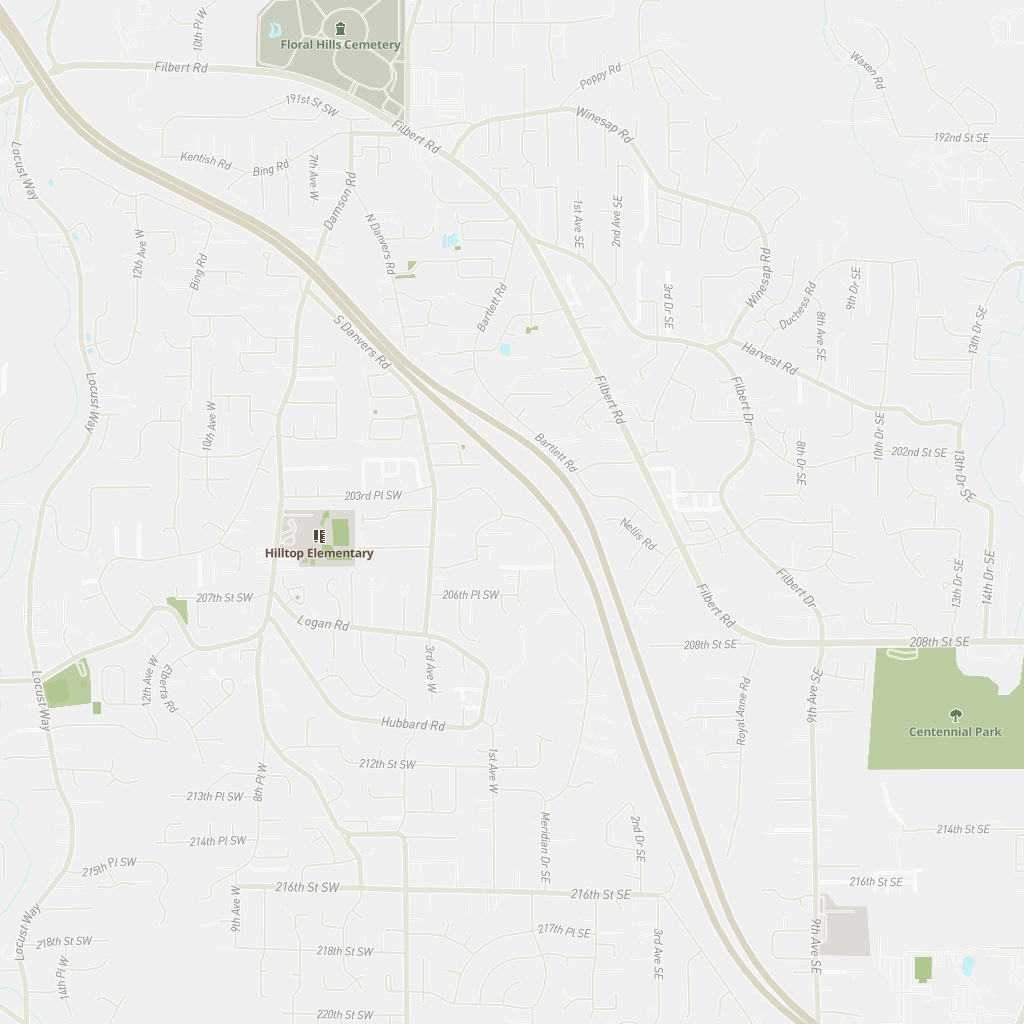 10th Pl W
Floral Hills Cemetery
Filbert Rd
Poppy Rd
Waxen Rd
191st St SW
Winesap Rd
Filbert Rd
192nd St SE
Locust Way
Kentish Rd
Bing Rd
7th Ave W
Damson Rd
N Danvers Rd
1st Ave SE
2nd Ave SE
12th Ave W
Bing Rd
Winesap Rd
Bartlett Rd
3rd Dr SE
Duchess Rd
9th Dr SE
8th Ave SE
13th Dr SE
S Danvers Rd
Harvest Rd
Locust Way
Filbert Rd
Filbert Dr
10th Ave W
Bartlett Rd
10th Dr SE
8th Dr SE
202nd St SE
13th Dr SE
203rd Pl SW
Nellis Rd
Hilltop Elementary
207th St SW
206th Pl SW
Filbert Dr
13th Dr SE
14th Dr SE
Logan Rd
Filbert Rd
208th St SE
208th St SE
3rd Ave W
12th Ave W
Elberta Rd
Locust Way
9th Ave SE
Royal Anne Rd
Hubbard Rd
Centennial Park
212th St SW
1st Ave W
8th Pl W
213th Pl SW
214th Pl SW
Meridian Dr SE
2nd Dr SE
214th St SE
215th Pl SW
216th St SW
216th St SE
216th St SE
9th Ave W
Locust Way
218th St SW
217th Pl SE
9th Ave SE
218th St SW
3rd Ave SE
14th Pl W
220th St SW